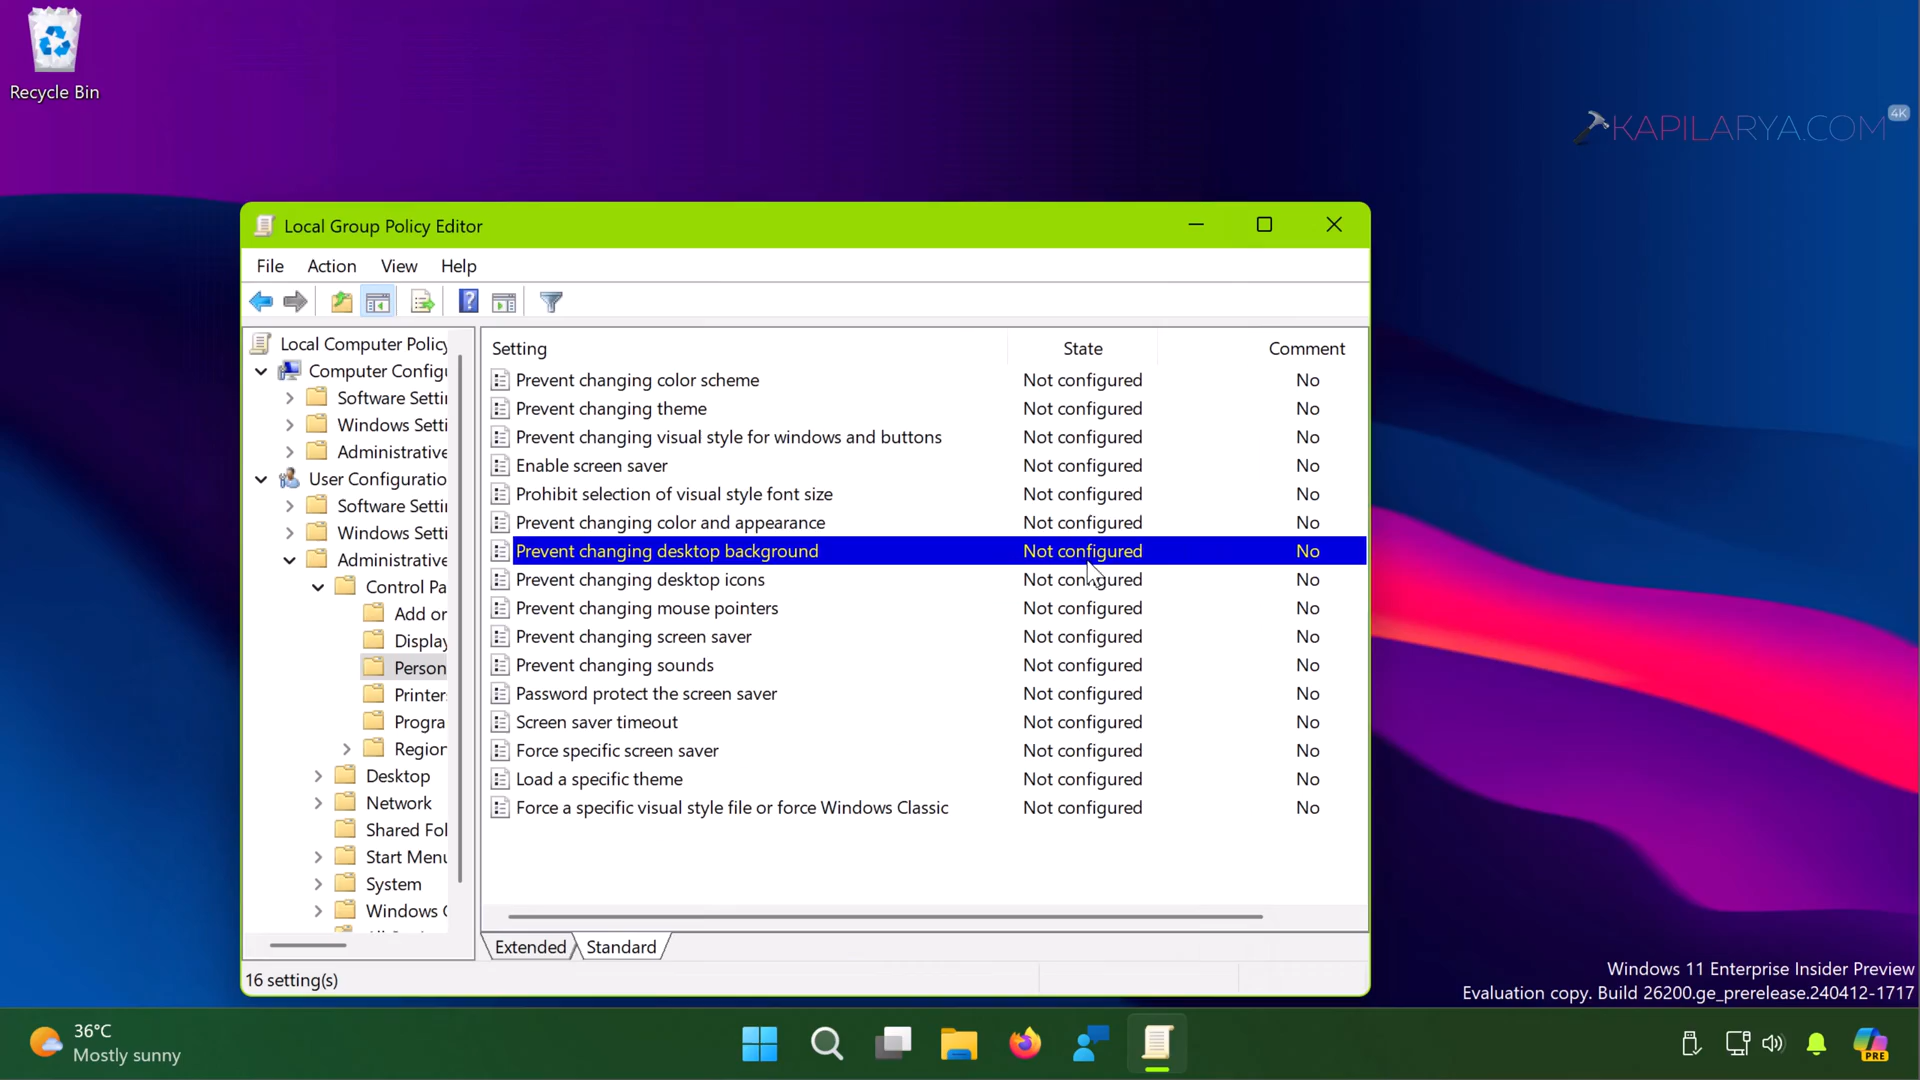 Recycle Bin
4K
KAPILARYA.COM
Local Group Policy Editor
File Action View Help
Local Computer Policy
Computer Configu
Software Settin
Windows Setti
Administrative
User Configuratio
Software Settin
Windows Setti
Administrative
Control Pa
Add or
Display
Person
Printer
Progra
Region
Desktop
Network
Shared Fol
Start Menu
System
Windows C
Setting State Comment
Prevent changing color scheme Not configured No
Prevent changing theme Not configured No
Prevent changing visual style for windows and buttons Not configured No
Enable screen saver Not configured No
Prohibit selection of visual style font size Not configured No
Prevent changing color and appearance Not configured No
Prevent changing desktop background Not configured No
Prevent changing desktop icons Not configured No
Prevent changing mouse pointers Not configured No
Prevent changing screen saver Not configured No
Prevent changing sounds Not configured No
Password protect the screen saver Not configured No
Screen saver timeout Not configured No
Force specific screen saver Not configured No
Load a specific theme Not configured No
Force a specific visual style file or force Windows Classic Not configured No
Extended Standard
16 setting(s)
Windows 11 Enterprise Insider Preview
Evaluation copy. Build 26200.ge_prerelease.240412-1717
36°C
Mostly sunny
PRE